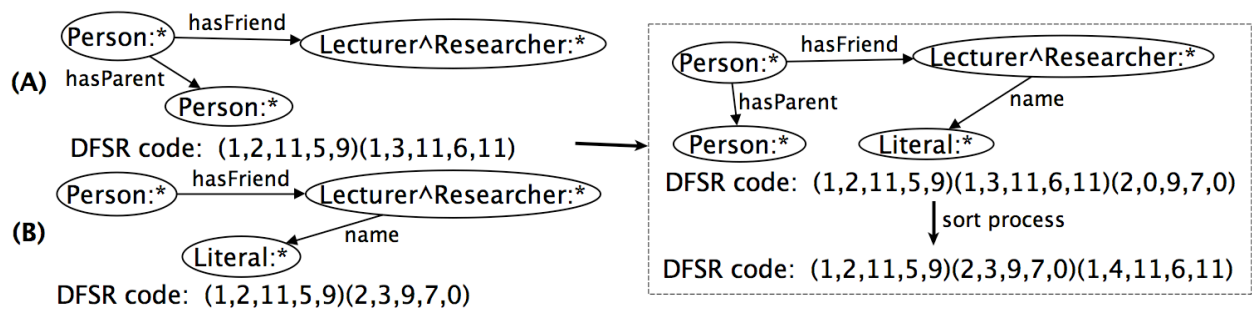 (A)
Person:*
hasFriend
Lecturer^Researcher:*
hasParent
Person:*
DFSR code: (1,2,11,5,9)(1,3,11,6,11)
(B)
Person:*
hasFriend
Lecturer^Researcher:*
name
Literal:*
DFSR code: (1,2,11,5,9)(2,3,9,7,0)
Person:*
hasFriend
Lecturer^Researcher:*
hasParent
name
Person:*
Literal:*
DFSR code: (1,2,11,5,9)(1,3,11,6,11)(2,0,9,7,0)
sort process
DFSR code: (1,2,11,5,9)(2,3,9,7,0)(1,4,11,6,11)